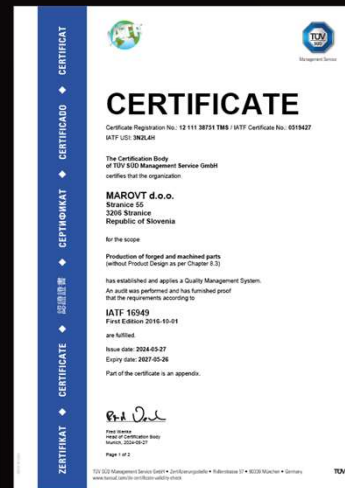 TÜV
SÜD
Management Service
CERTIFICATE
Certificate Registration No.: 12 111 38731 TMS / IATF Certificate No.: 0519427
IATF USI: 3N2L4H
The Certification Body
of TÜV SÜD Management Service GmbH
certifies that the organization
MAROVT d.o.o.
Stranice 55
3206 Stranice
Republic of Slovenia
for the scope
Production of forged and machined parts
(without Product Design as per Chapter 8.3)
has established and applies a Quality Management System.
An audit was performed and has furnished proof
that the requirements according to
IATF 16949
First Edition 2016-10-01
are fulfilled.
Issue date: 2024-05-27
Expiry date: 2027-05-26
Part of the certificate is an appendix.
Head of Certification Body
Munich, 2024-05-27
Page 1 of 2
TÜV SÜD Management Service GmbH • Zertifizierungsstelle • Ridlerstrasse 57 • 80339 München • Germany
TÜV
ZERTIFIKAT ◆ CERTIFICATE ◆ 認證證書 ◆ СЕРТИФИКАТ ◆ CERTIFICADO ◆ CERTIFICAT